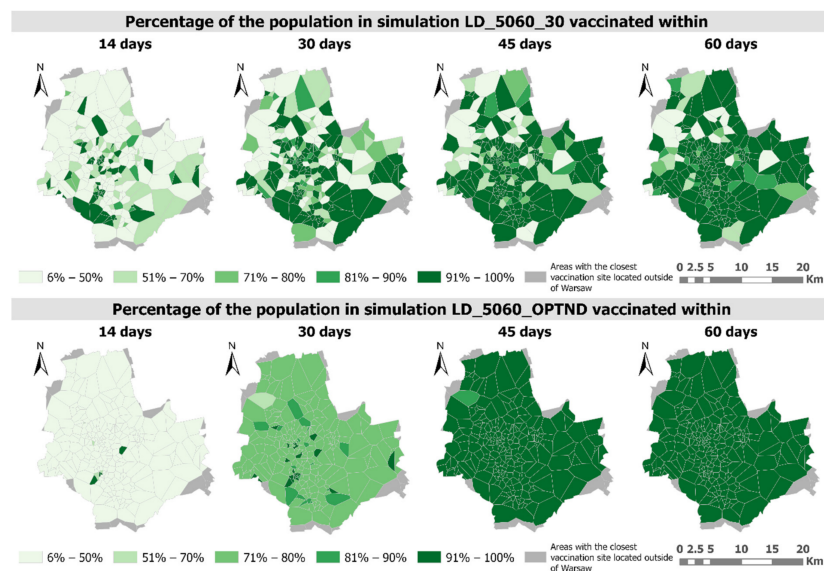 Percentage of the population in simulation LD_5060_30 vaccinated within
14 days 30 days 45 days 60 days
N N N N
6% – 50% 51% – 70% 71% – 80% 81% – 90% 91% – 100% Areas with the closest
vaccination site located outside
of Warsaw
0 2.5 5 10 15 20
Km
Percentage of the population in simulation LD_5060_OPTND vaccinated within
14 days 30 days 45 days 60 days
N N N N
6% – 50% 51% – 70% 71% – 80% 81% – 90% 91% – 100% Areas with the closest
vaccination site located outside
of Warsaw
0 2.5 5 10 15 20
Km